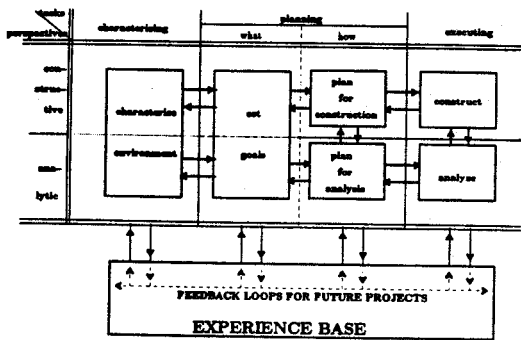 tasks
perspectives
characterizing
planning
what
how
executing
con-
struc-
tive
characterize
environment
set
goals
plan
for
construction
construct
ana-
lytic
plan
for
analysis
analyze
FEEDBACK LOOPS FOR FUTURE PROJECTS
EXPERIENCE BASE